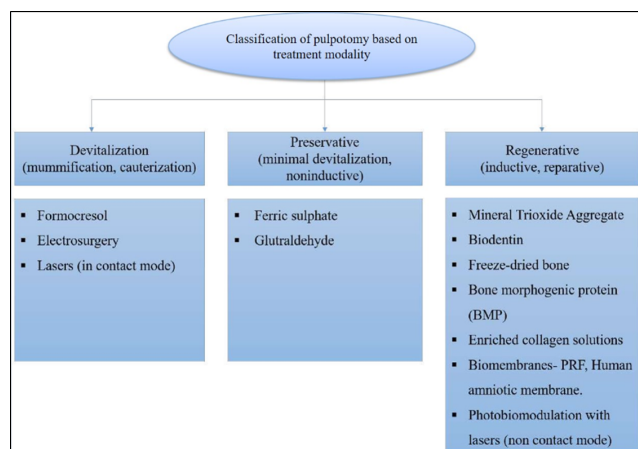 Classification of pulpotomy based on
treatment modality
Devitalization
(mummification, cauterization)
Preservative
(minimal devitalization,
noninductive)
Regenerative
(inductive, reparative)
▪ Formocresol
▪ Electrosurgery
▪ Lasers (in contact mode)
▪ Ferric sulphate
▪ Glutraldehyde
▪ Mineral Trioxide Aggregate
▪ Biodentin
▪ Freeze-dried bone
▪ Bone morphogenic protein
(BMP)
▪ Enriched collagen solutions
▪ Biomembranes- PRF, Human
amniotic membrane.
▪ Photobiomodulation with
lasers (non contact mode)